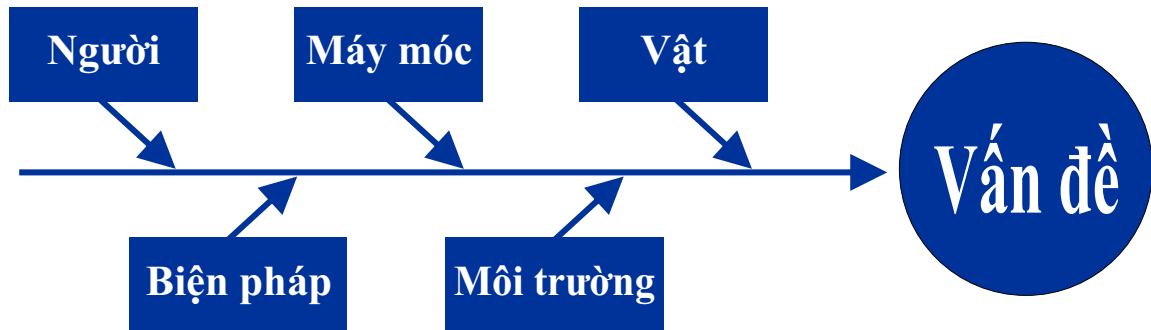 Người
Máy móc
Vật
Vấn đề
Biện pháp
Môi trường